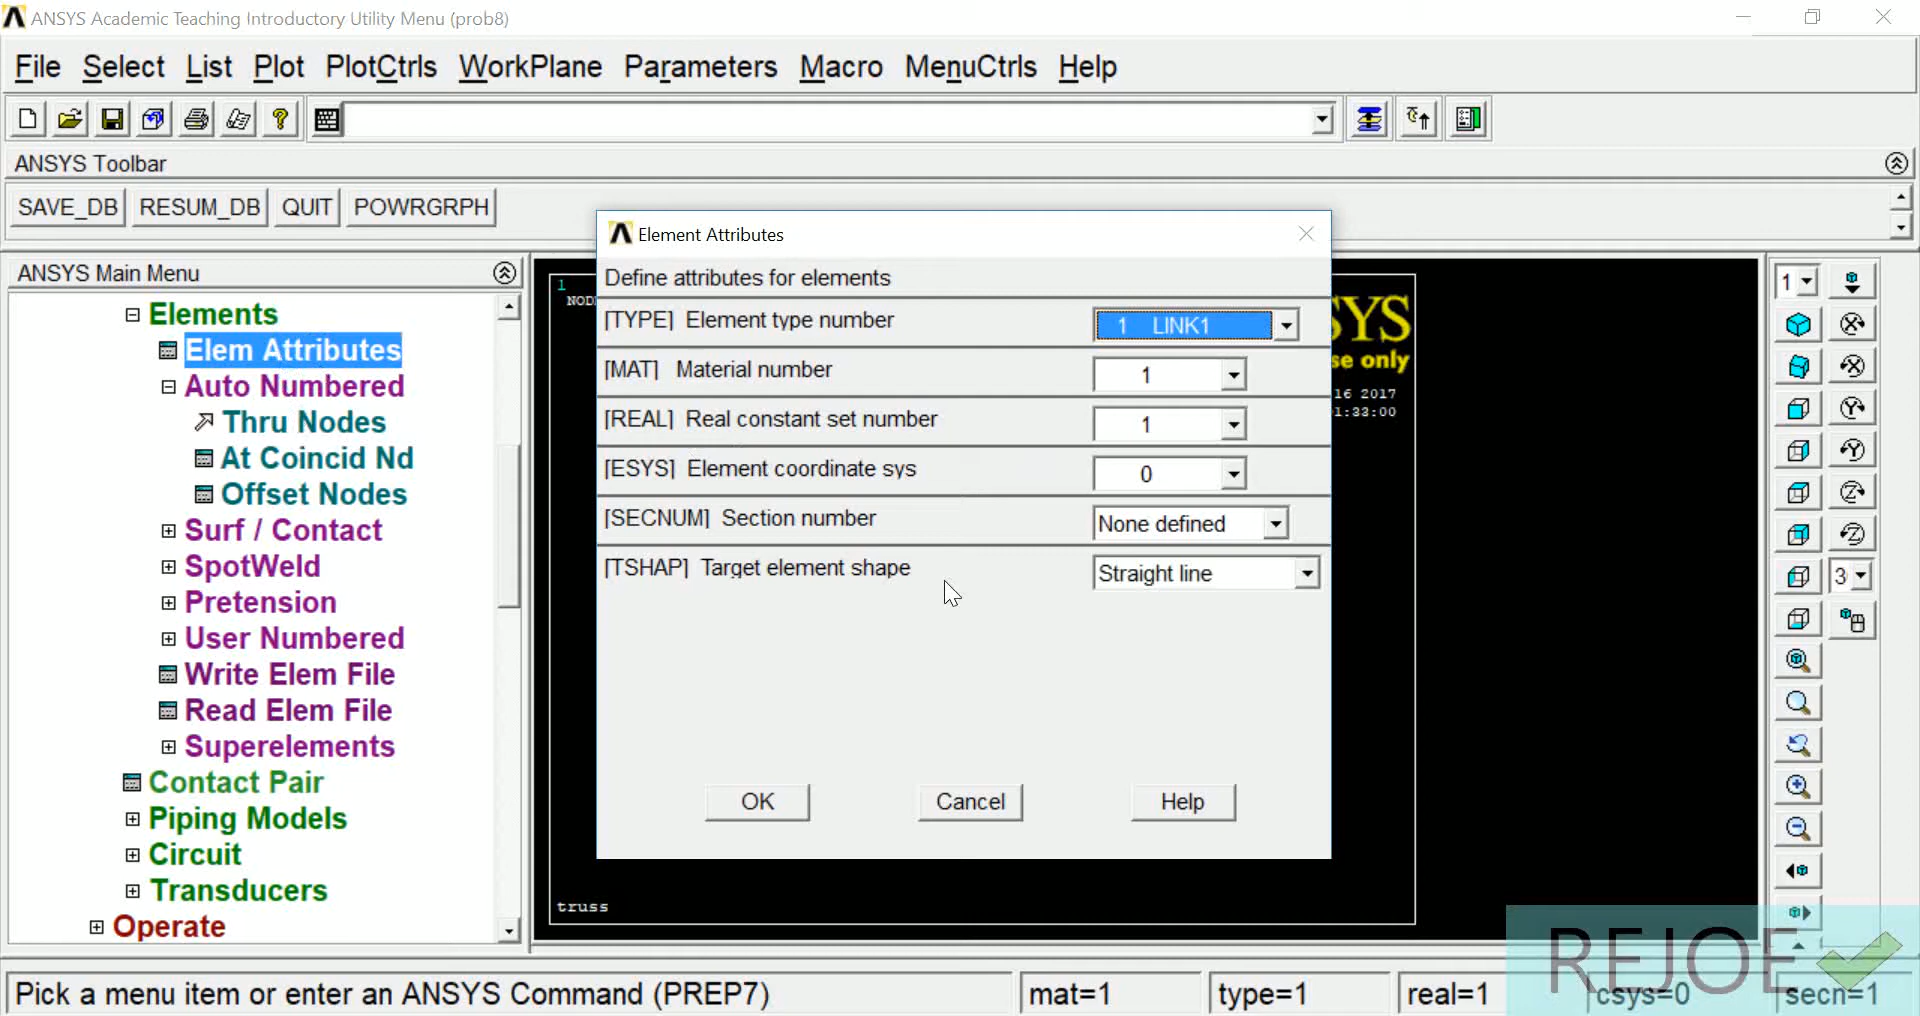 ANSYS Academic Teaching Introductory Utility Menu (prob8)
File Select List Plot PlotCtrls WorkPlane Parameters Macro MenuCtrls Help
ANSYS Toolbar
SAVE_DB RESUM_DB QUIT POWRGRPH
ANSYS Main Menu
Elements
Elem Attributes
Auto Numbered
Thru Nodes
At Coincid Nd
Offset Nodes
Surf / Contact
SpotWeld
Pretension
User Numbered
Write Elem File
Read Elem File
Superelements
Contact Pair
Piping Models
Circuit
Transducers
Operate
1
NOD
Element Attributes
Define attributes for elements
[TYPE] Element type number 1 LINK1
[MAT] Material number 1
[REAL] Real constant set number 1
[ESYS] Element coordinate sys 0
[SECNUM] Section number None defined
[TSHAP] Target element shape Straight line
OK Cancel Help
YS
se only
16 2017
1:33:00
truss
1
3
REJOE
Pick a menu item or enter an ANSYS Command (PREP7) mat=1 type=1 real=1 csys=0 secn=1